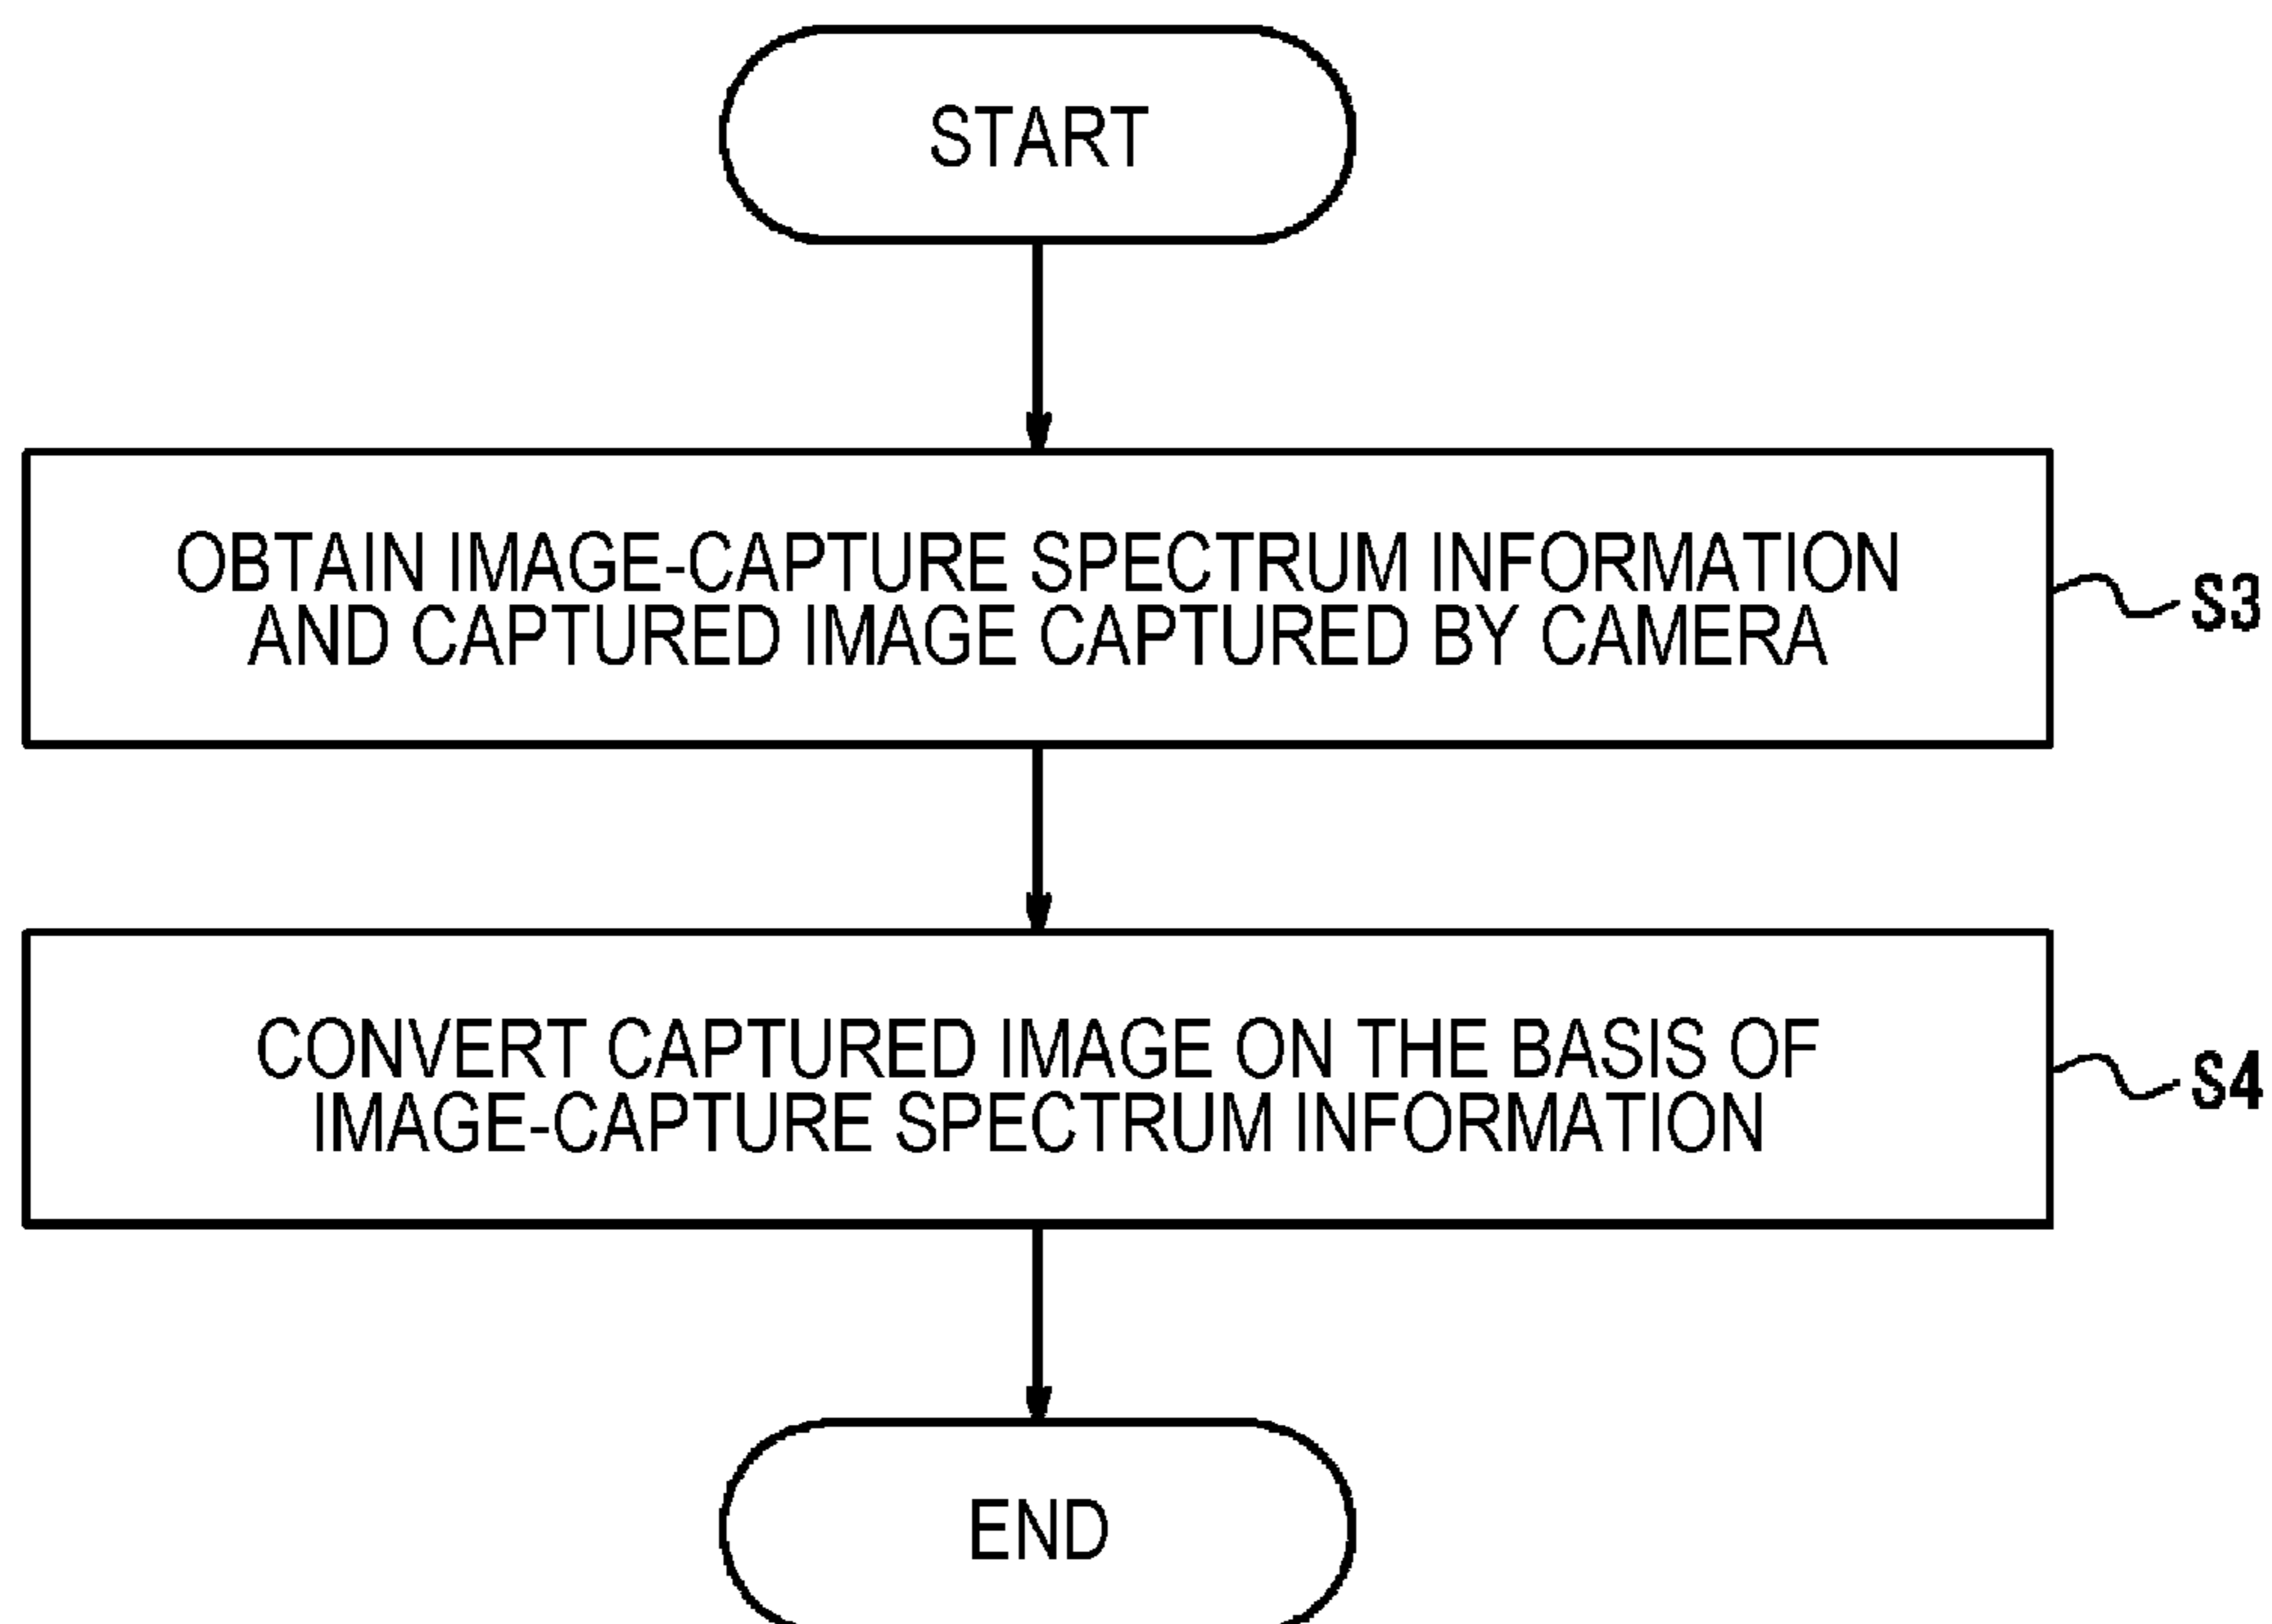 START
OBTAIN IMAGE-CAPTURE SPECTRUM INFORMATION
AND CAPTURED IMAGE CAPTURED BY CAMERA
S3
CONVERT CAPTURED IMAGE ON THE BASIS OF
IMAGE-CAPTURE SPECTRUM INFORMATION
S4
END